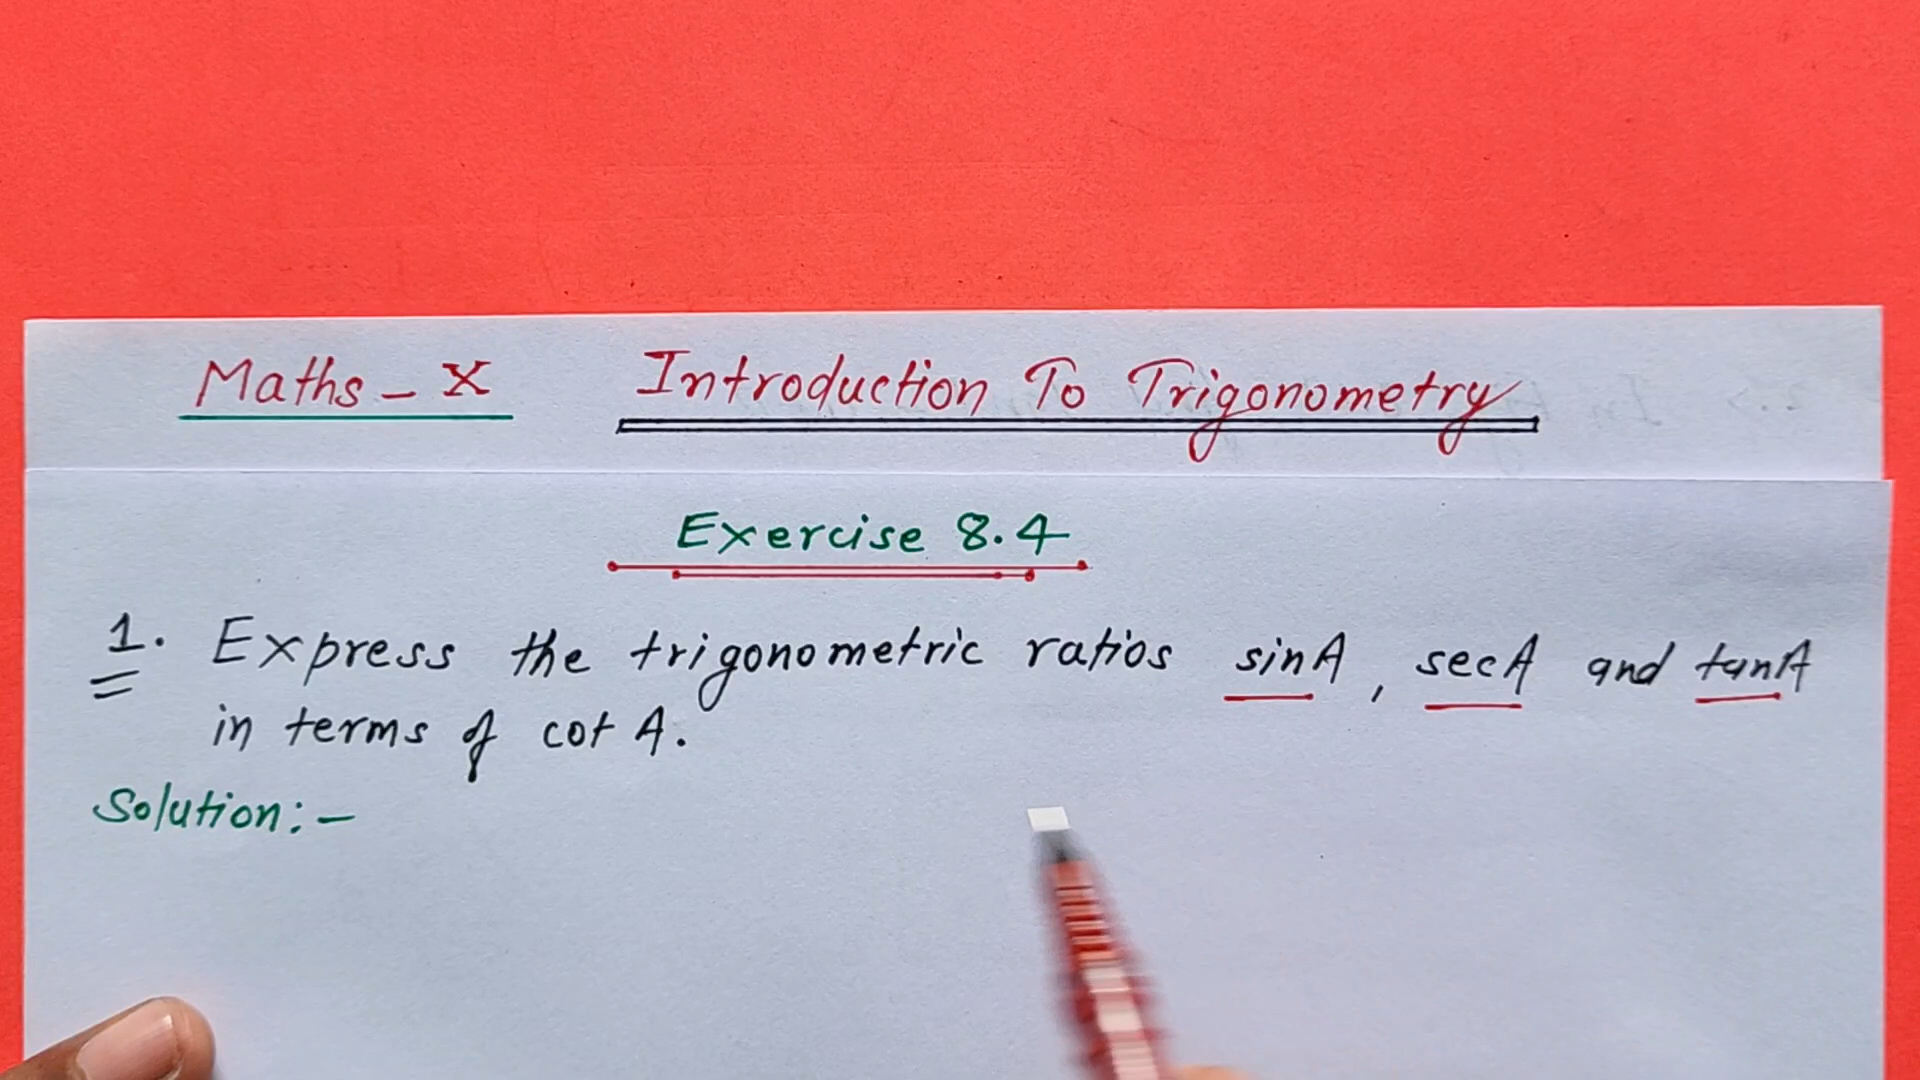 Maths - X Introduction To Trigonometry
Exercise 8.4
1. Express the trigonometric ratios sinA, secA and tanA
in terms of cot A.
Solution:-